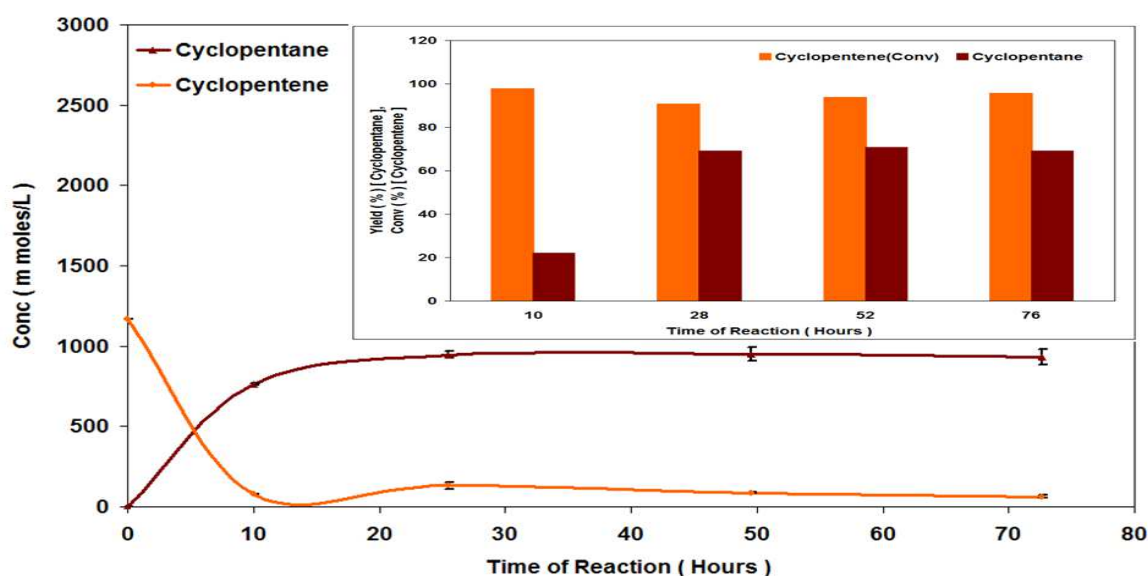 3000
2500
2000
1500
1000
500
0
Conc ( m moles/L )
Cyclopentane
Cyclopentene
0 10 20 30 40 50 60 70 80
Time of Reaction ( Hours )
120
100
80
60
40
20
0
Yield ( % ) [ Cyclopentane ],
Conv ( % ) [ Cyclopentene ]
Cyclopentene(Conv) Cyclopentane
10 28 52 76
Time of Reaction ( Hours )